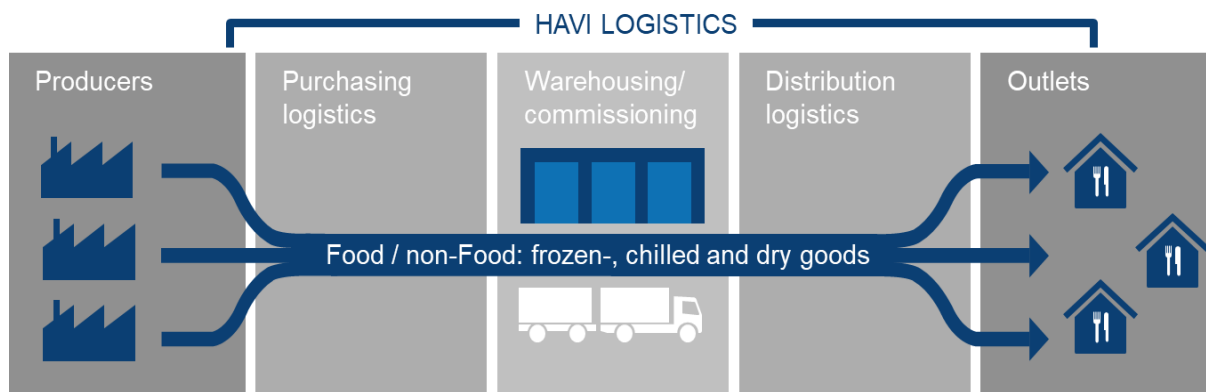 HAVI LOGISTICS
Producers
Purchasing
logistics
Warehousing/
commissioning
Distribution
logistics
Outlets
Food / non-Food: frozen-, chilled and dry goods